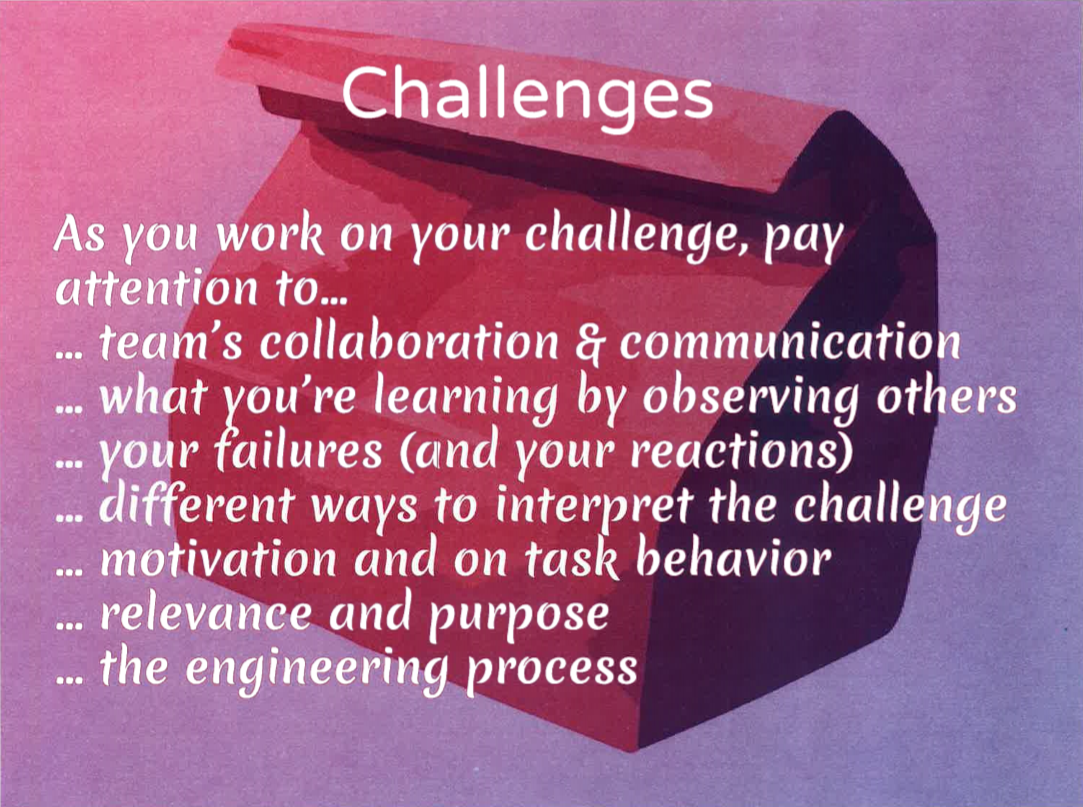 Challenges
As you work on your challenge, pay
attention to...
... team's collaboration & communication
... what you're learning by observing others
... your failures (and your reactions)
... different ways to interpret the challenge
... motivation and on task behavior
... relevance and purpose
... the engineering process